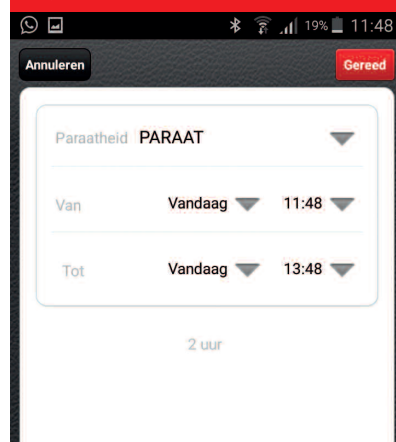 19% 11:48
Annuleren Gereed
Paraatheid PARAAT
Van Vandaag 11:48
Tot Vandaag 13:48
2 uur